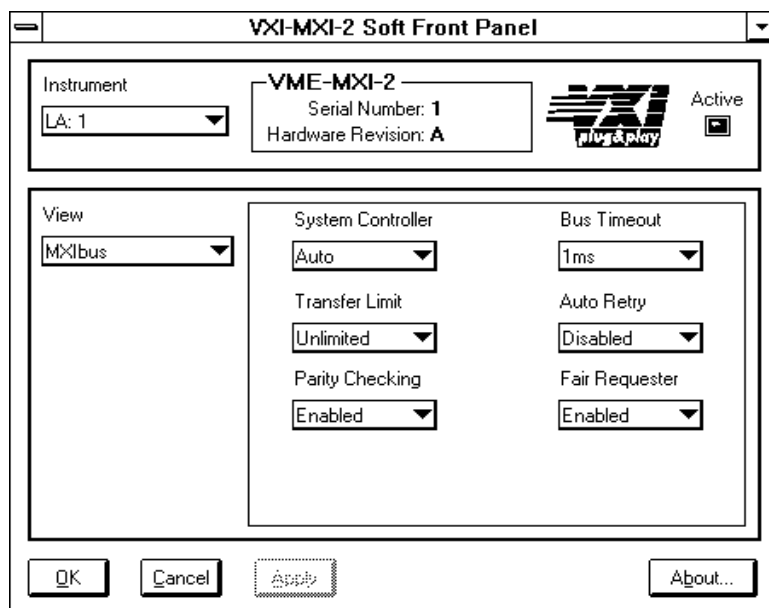 VXI-MXI-2 Soft Front Panel
Instrument
LA: 1
VME-MXI-2
Serial Number: 1
Hardware Revision: A
VXI
plug&play
Active
View
MXIbus
System Controller
Auto
Bus Timeout
1ms
Transfer Limit
Unlimited
Auto Retry
Disabled
Parity Checking
Enabled
Fair Requester
Enabled
OK
Cancel
Apply
About...